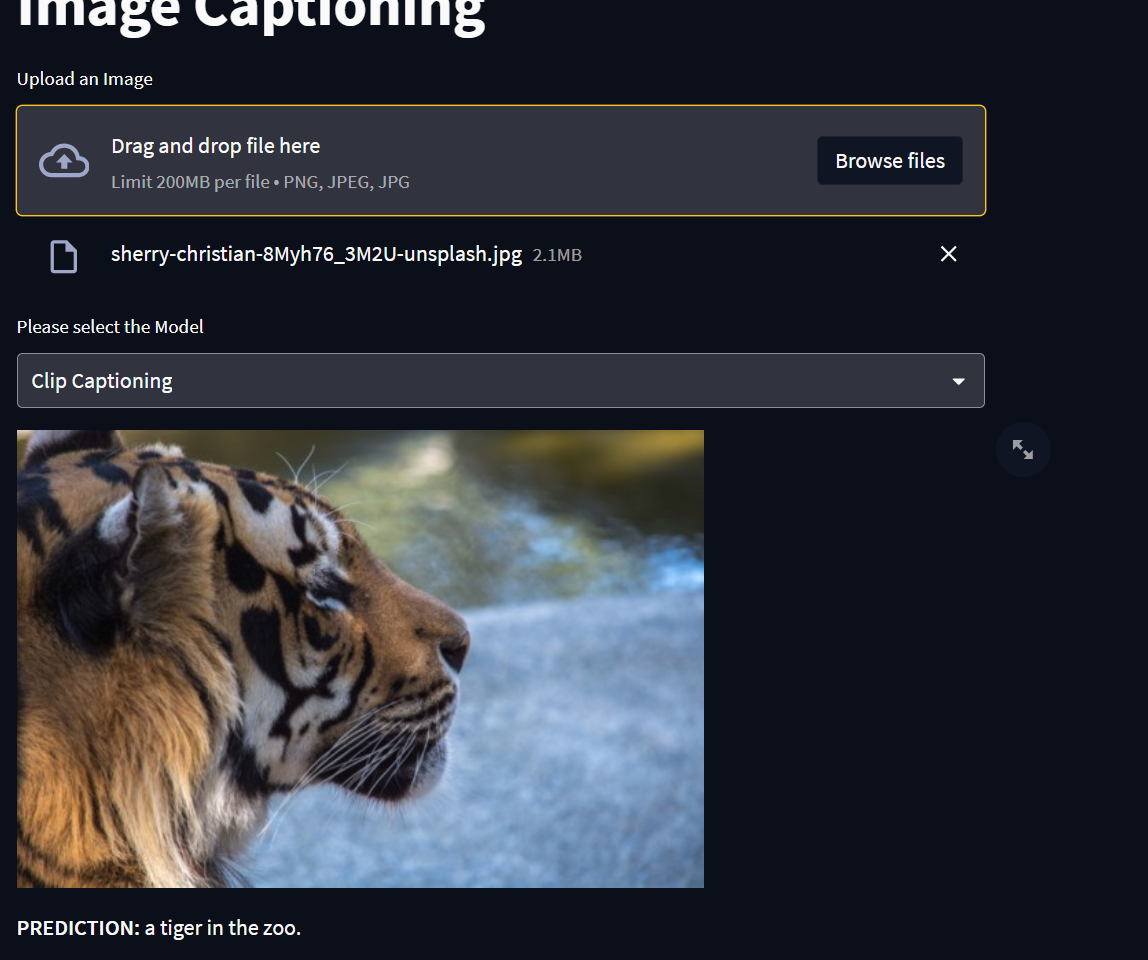 Image Captioning
Upload an Image
Drag and drop file here
Limit 200MB per file • PNG, JPEG, JPG
Browse files
sherry-christian-8Myh76_3M2U-unsplash.jpg 2.1MB
Please select the Model
Clip Captioning
PREDICTION: a tiger in the zoo.